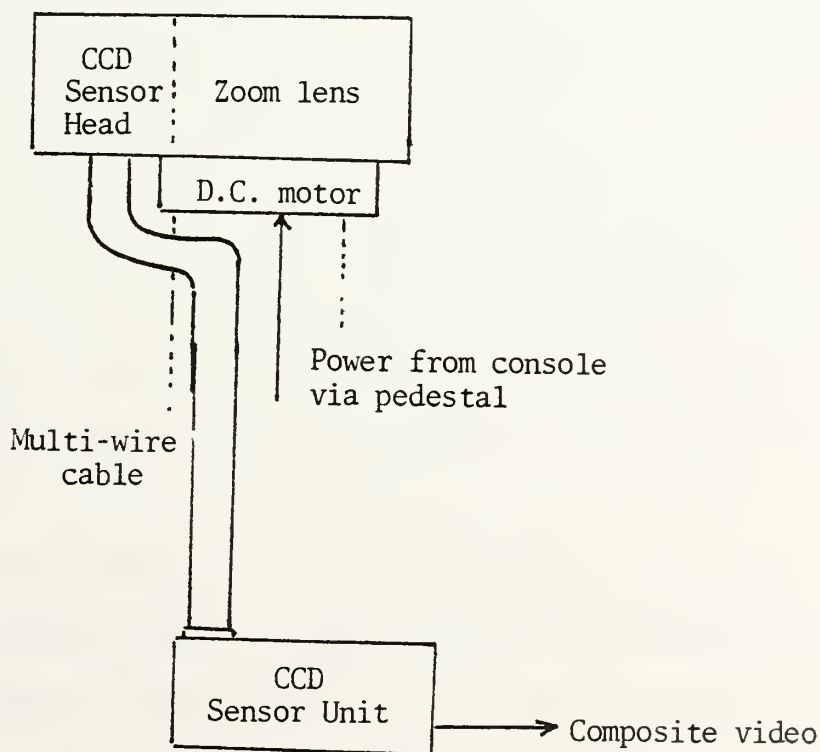 CCD
Sensor
Head
Zoom lens
D.C. motor
Power from console
via pedestal
Multi-wire
cable
CCD
Sensor Unit
Composite video